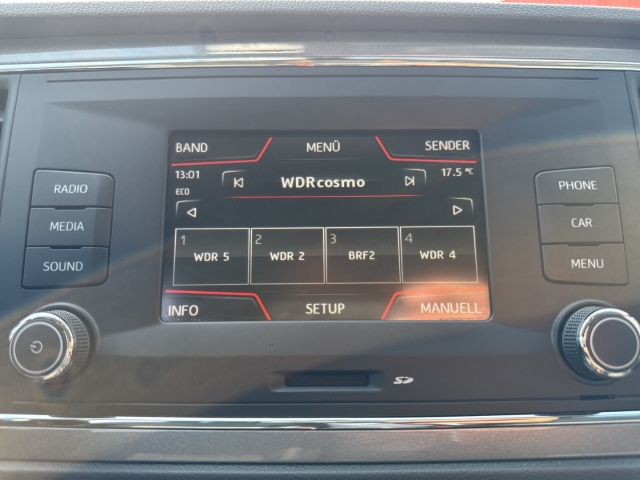 BAND MENÜ SENDER
13:01 WDRcosmo 17.5 °C
ECO
1 WDR 5 2 WDR 2 3 BRF2 4 WDR 4
INFO SETUP MANUELL
RADIO
MEDIA
SOUND
PHONE
CAR
MENU
SD